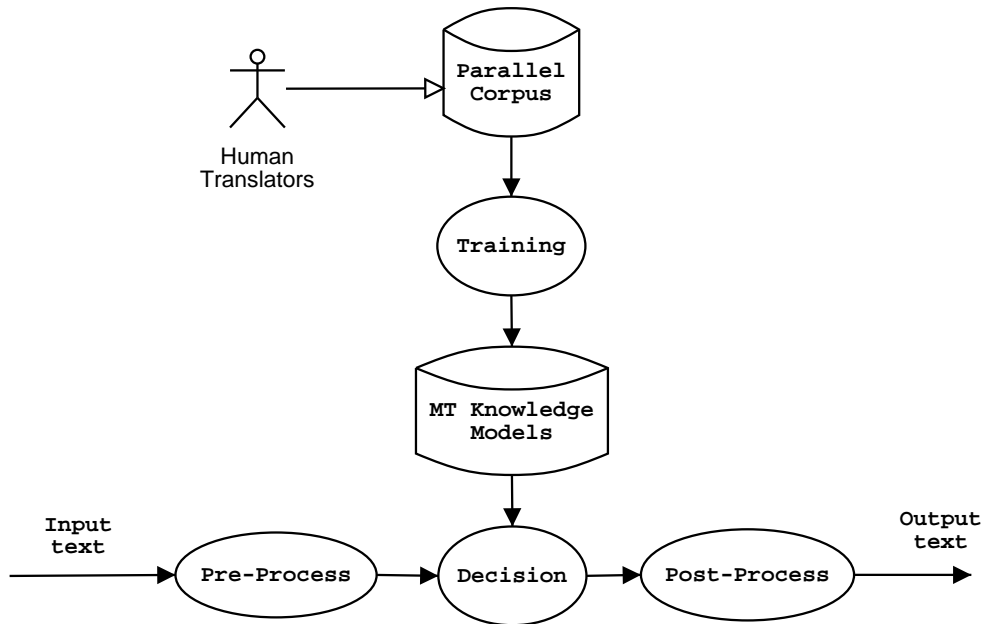 Parallel
Corpus
Human
Translators
Training
MT Knowledge
Models
Input
text
Output
text
Pre-Process
Decision
Post-Process